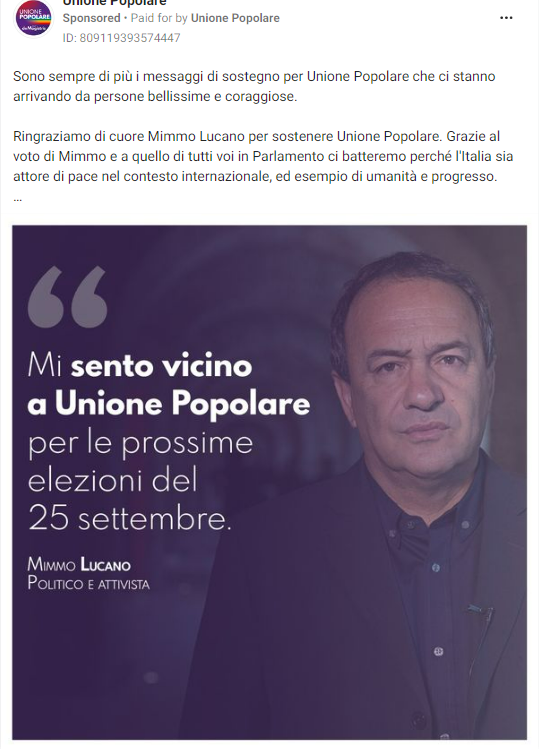 Unione Popolare
Sponsored • Paid for by Unione Popolare
ID: 809119393574447
UNIONE
POPOLARE
Sono sempre di più i messaggi di sostegno per Unione Popolare che ci stanno
arrivando da persone bellissime e coraggiose.
Ringraziamo di cuore Mimmo Lucano per sostenere Unione Popolare. Grazie al
voto di Mimmo e a quello di tutti voi in Parlamento ci batteremo perché l'Italia sia
attore di pace nel contesto internazionale, ed esempio di umanità e progresso.
...
“
Mi sento vicino
a Unione Popolare
per le prossime
elezioni del
25 settembre.
Mimmo Lucano
Politico e attivista